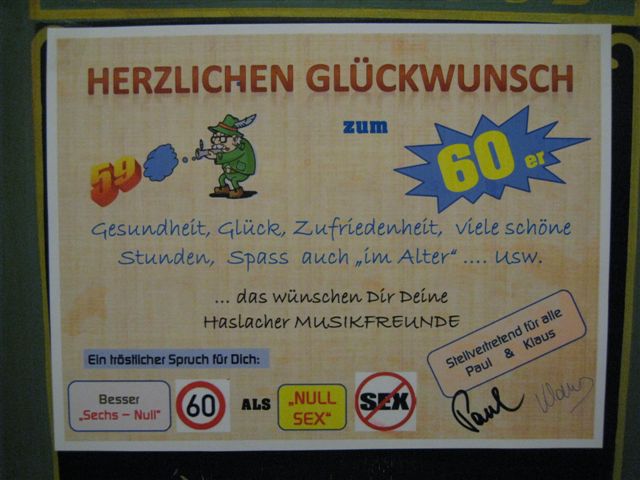 HERZLICHEN GLÜCKWUNSCH
zum
59
60er
Gesundheit, Glück, Zufriedenheit, viele schöne
Stunden, Spass auch „im Alter" .... usw.
... das wünschen Dir Deine
Haslacher MUSIKFREUNDE
Stellvertretend für alle
Paul & Klaus
Ein tröstlicher Spruch für Dich:
Besser
„Sechs – Null"
60
ALS
„NULL
SEX"
SEX
Paul
Klaus